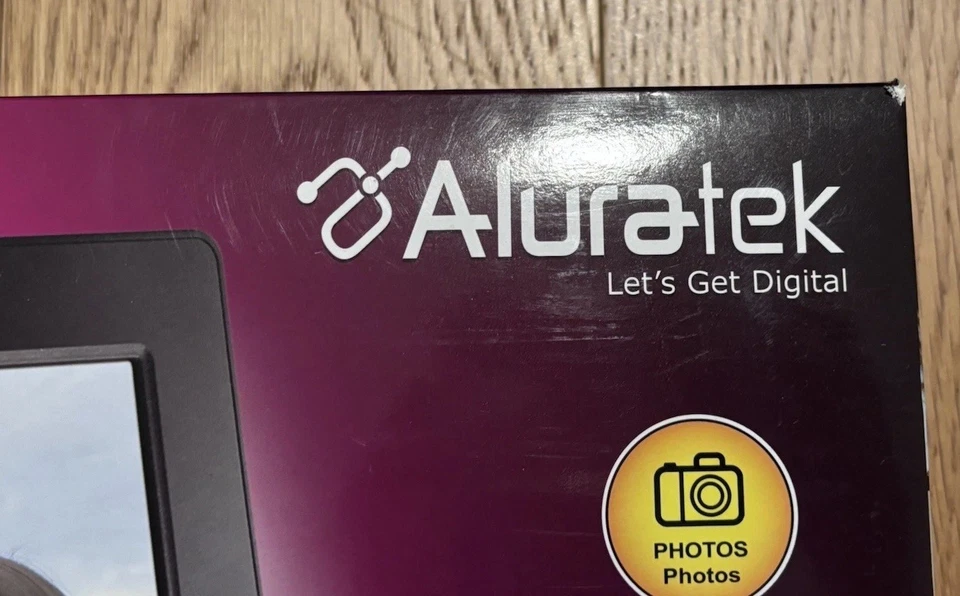 Aluratek
Let's Get Digital
PHOTOS
Photos